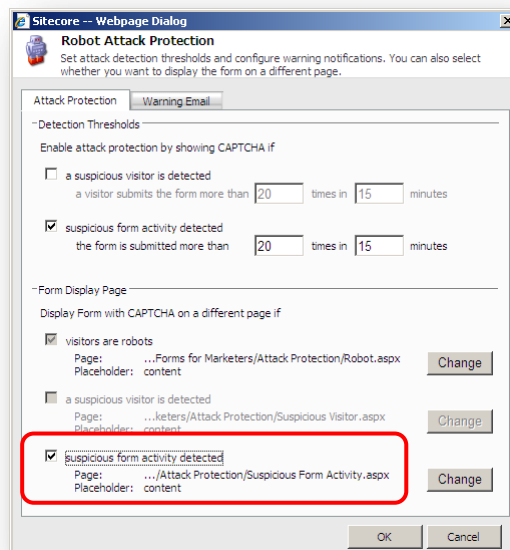 Sitecore -- Webpage Dialog
Robot Attack Protection
Set attack detection thresholds and configure warning notifications. You can also select
whether you want to display the form on a different page.
Attack Protection Warning Email
Detection Thresholds
Enable attack protection by showing CAPTCHA if
a suspicious visitor is detected
a visitor submits the form more than 20 times in 15 minutes
suspicious form activity detected
the form is submitted more than 20 times in 15 minutes
Form Display Page
Display Form with CAPTCHA on a different page if
visitors are robots
Page: ...Forms for Marketers/Attack Protection/Robot.aspx
Placeholder: content
Change
a suspicious visitor is detected
Page: ...keters/Attack Protection/Suspicious Visitor.aspx
Placeholder: content
Change
suspicious form activity detected
Page: .../Attack Protection/Suspicious Form Activity.aspx
Placeholder: content
Change
OK Cancel